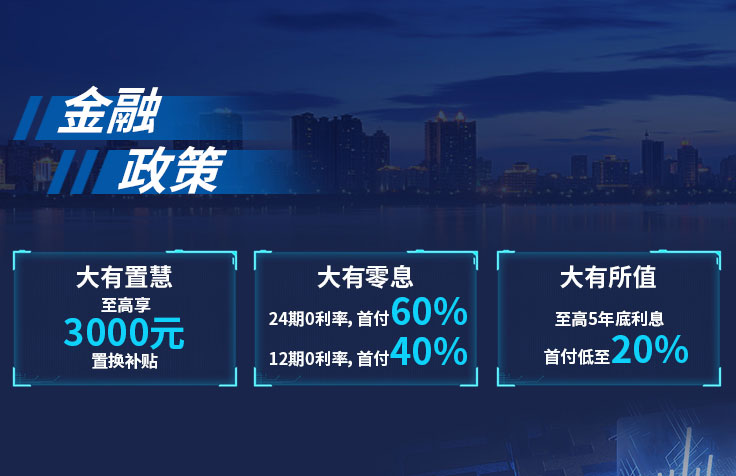 金融
政策
大有置慧
至高享
3000元
置换补贴
大有零息
24期0利率, 首付60%
12期0利率, 首付40%
大有所值
至高5年底利息
首付低至20%